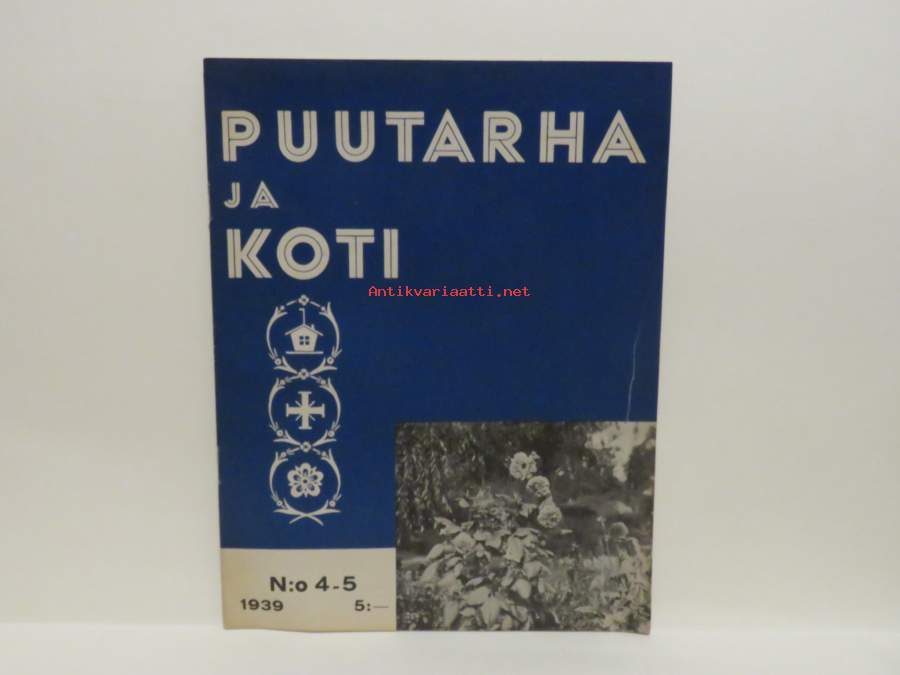 PUUTARHA
JA
KOTI
Antikvariaatti.net
N:o 4-5
1939 5:—